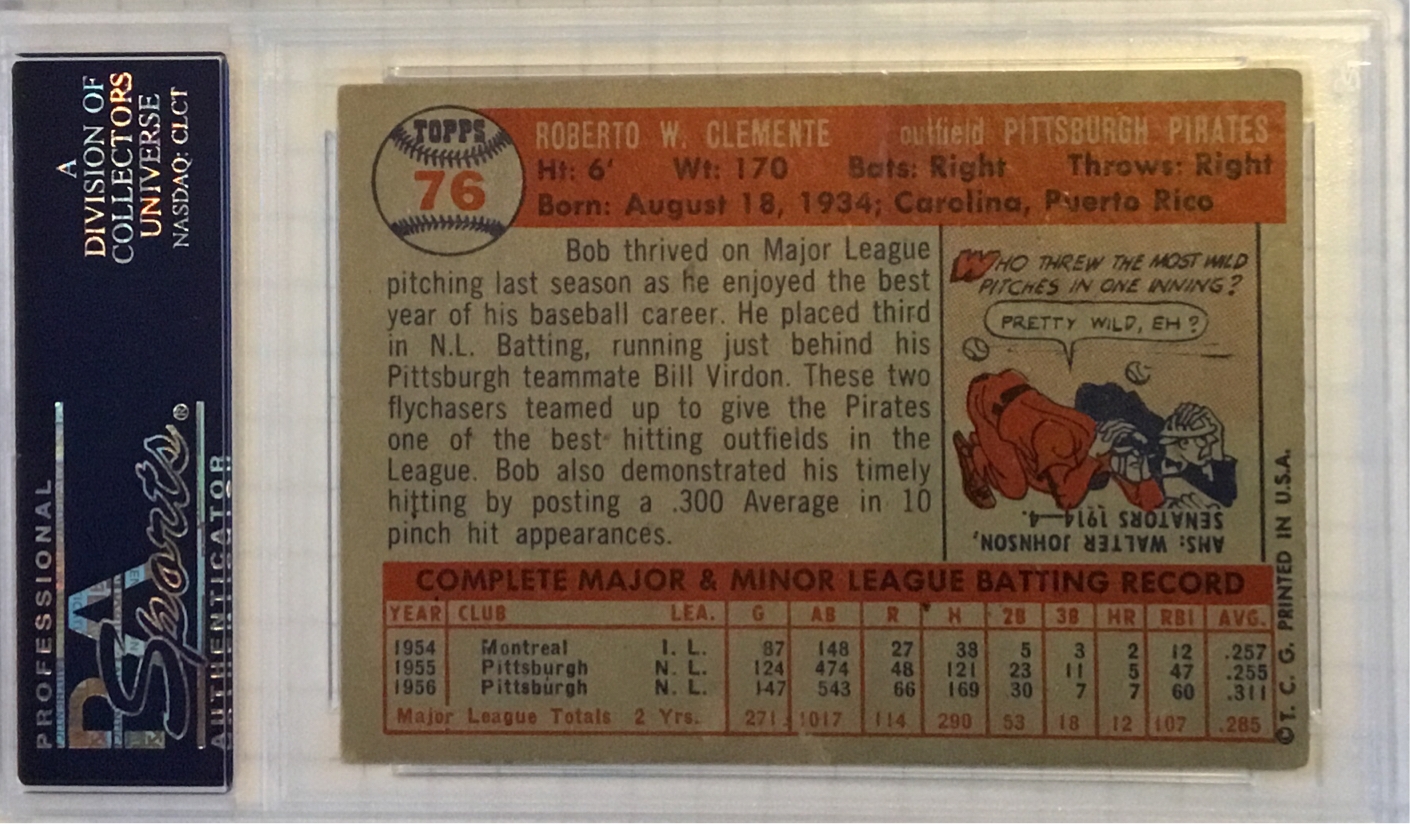 A
DIVISION OF
COLLECTORS
UNIVERSE
NASDAQ: CLCT
PROFESSIONAL
PSA
Sports®
AUTHENTICATOR
TOPPS
76
ROBERTO W. CLEMENTE outfield PITTSBURGH PIRATES
Ht: 6' Wt: 170 Bats: Right Throws: Right
Born: August 18, 1934; Carolina, Puerto Rico
Bob thrived on Major League
pitching last season as he enjoyed the best
year of his baseball career. He placed third
in N.L. Batting, running just behind his
Pittsburgh teammate Bill Virdon. These two
flychasers teamed up to give the Pirates
one of the best hitting outfields in the
League. Bob also demonstrated his timely
hitting by posting a .300 Average in 10
pinch hit appearances.
WHO THREW THE MOST WILD
PITCHES IN ONE INNING?
PRETTY WILD, EH?
ANS: WALTER JOHNSON,
SENATORS 1914—4.
COMPLETE MAJOR & MINOR LEAGUE BATTING RECORD
YEAR CLUB LEA. G AB R H 2B 3B HR RBI AVG.
1954 Montreal I. L. 87 148 27 38 5 3 2 12 .257
1955 Pittsburgh N. L. 124 474 48 121 23 11 5 47 .255
1956 Pittsburgh N. L. 147 543 66 169 30 7 7 60 .311
Major League Totals 2 Yrs. 271 1017 114 290 53 18 12 107 .285
© T. C. G. PRINTED IN U.S.A.